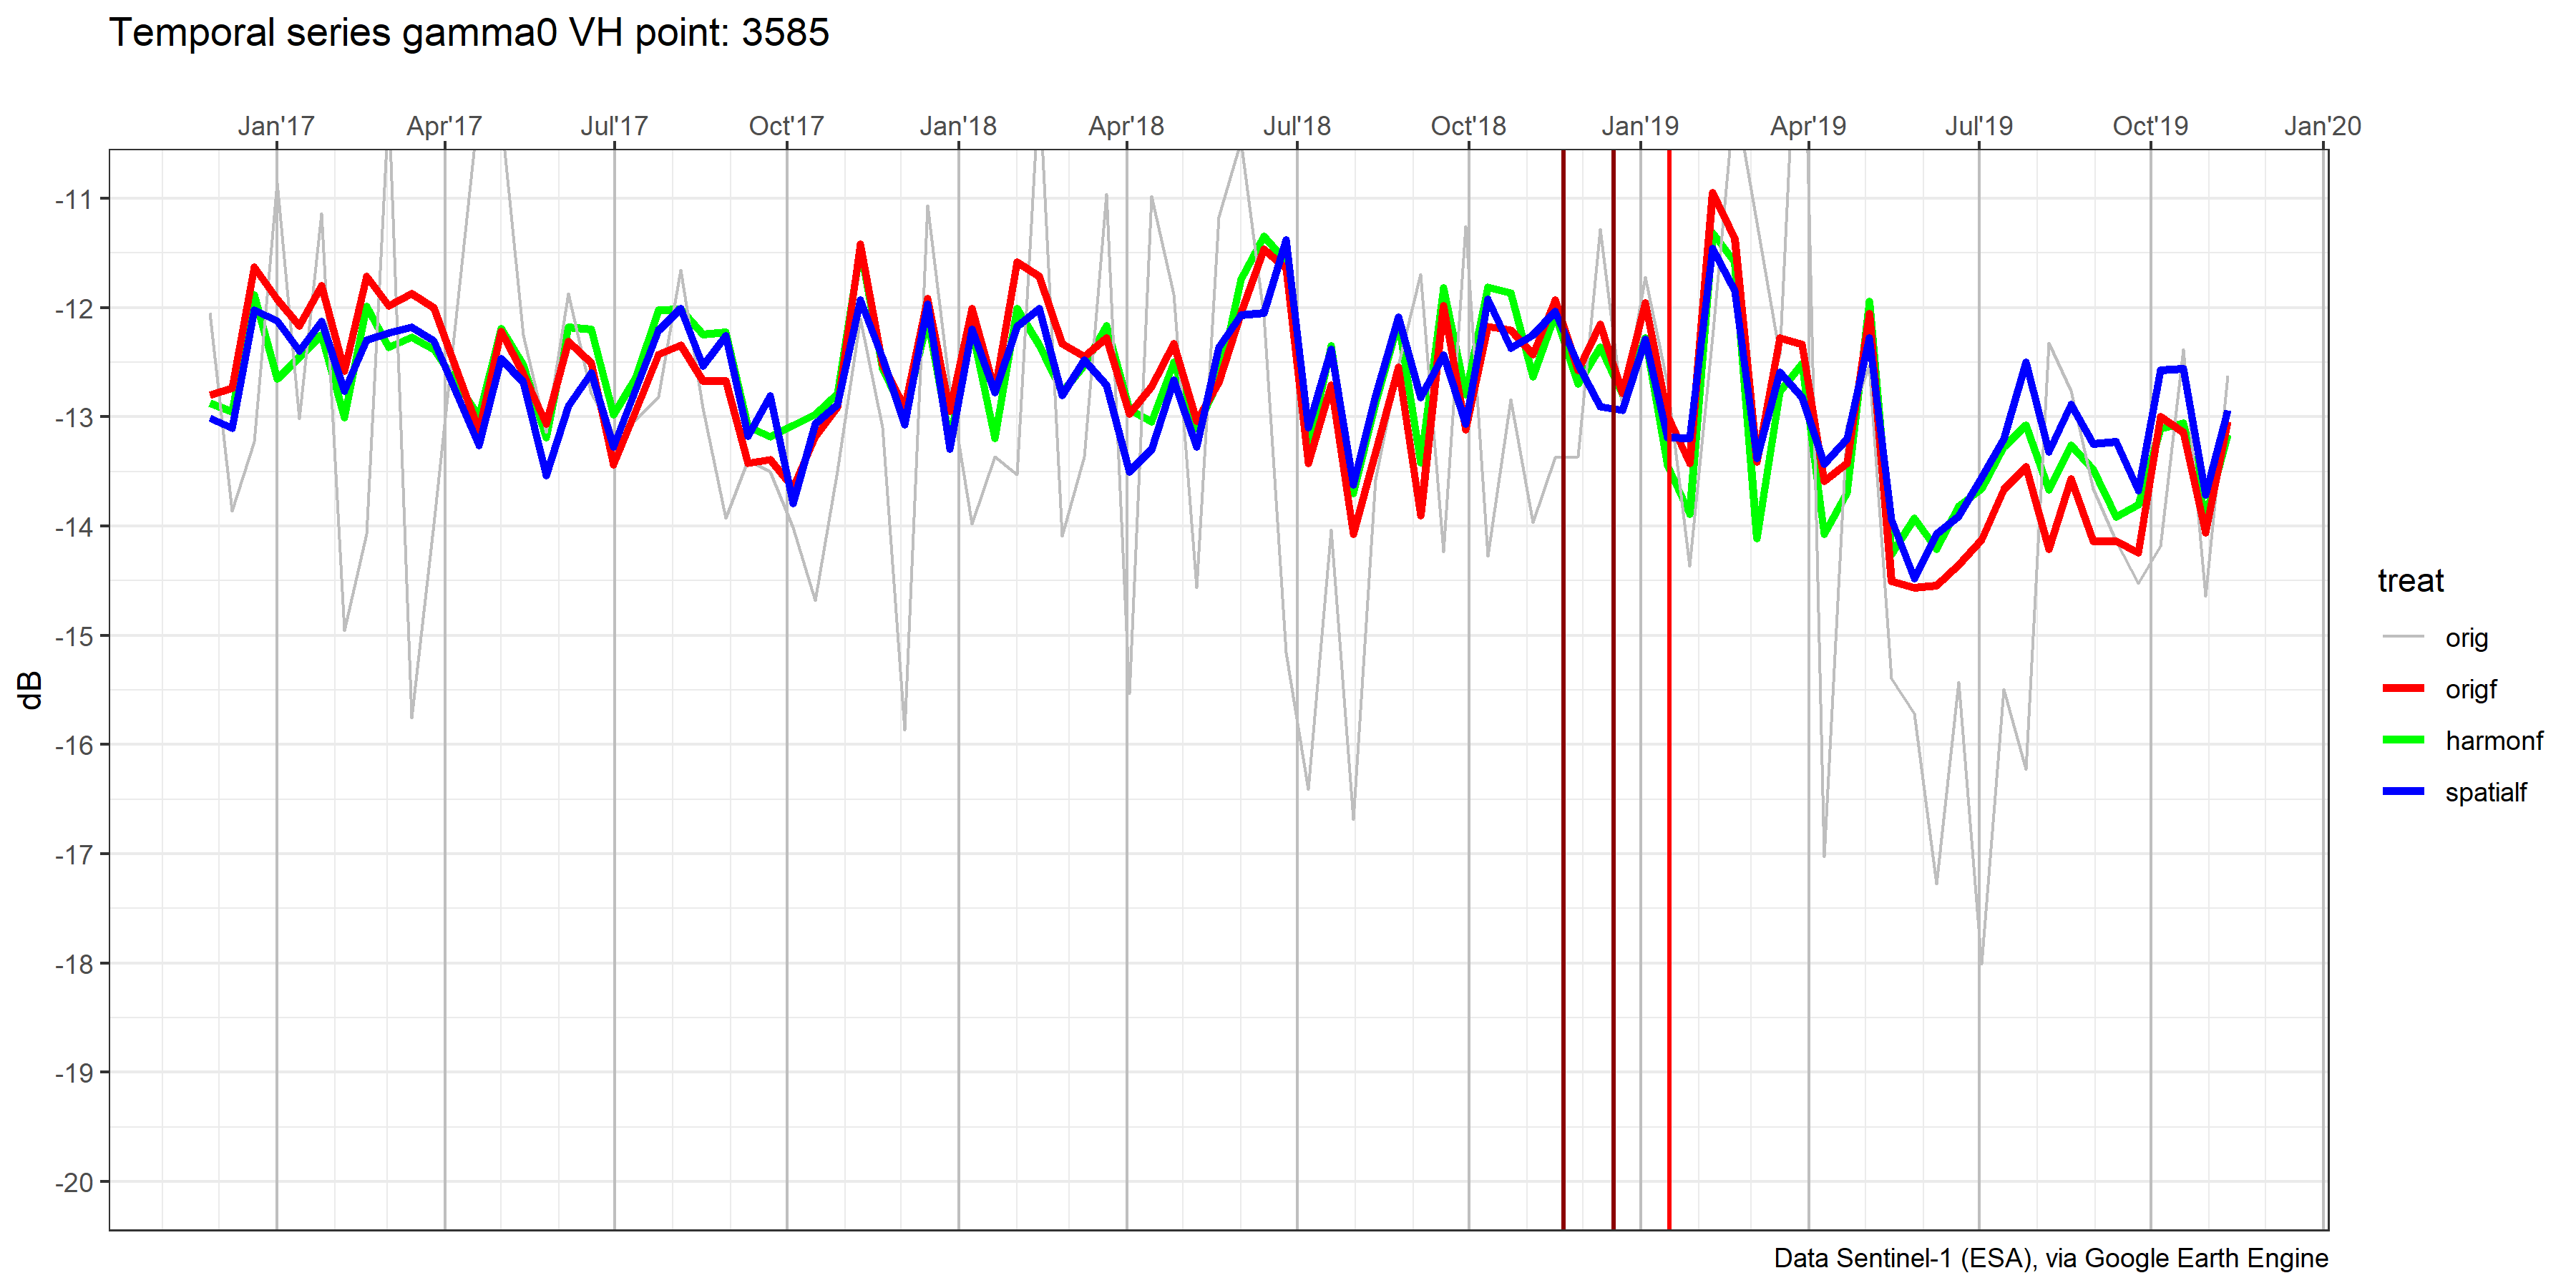 Temporal series gamma0 VH point: 3585
Jan'17 Apr'17 Jul'17 Oct'17 Jan'18 Apr'18 Jul'18 Oct'18 Jan'19 Apr'19 Jul'19 Oct'19 Jan'20
-11
-12
-13
-14
-15
-16
-17
-18
-19
-20
dB
treat
orig
origf
harmonf
spatialf
Data Sentinel-1 (ESA), via Google Earth Engine